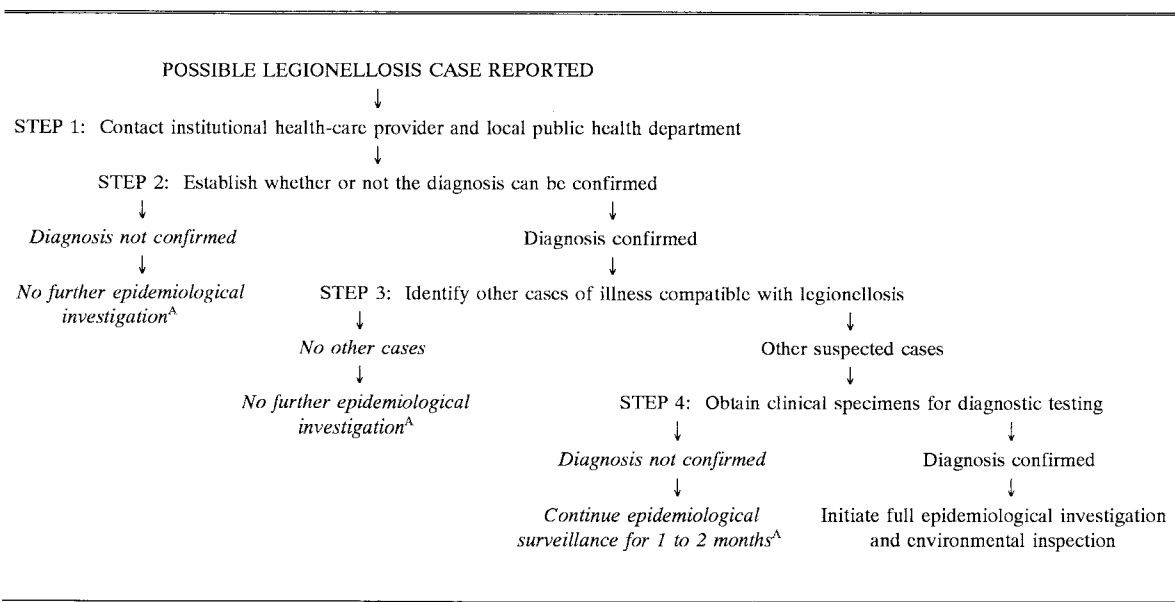 POSSIBLE LEGIONELLOSIS CASE REPORTED
↓
STEP 1: Contact institutional health-care provider and local public health department
↓
STEP 2: Establish whether or not the diagnosis can be confirmed
↓ ↓
Diagnosis not confirmed Diagnosis confirmed
↓ ↓
No further epidemiological STEP 3: Identify other cases of illness compatible with legionellosis
investigationᴬ ↓ ↓
No other cases Other suspected cases
↓ ↓
No further epidemiological STEP 4: Obtain clinical specimens for diagnostic testing
investigationᴬ ↓ ↓
Diagnosis not confirmed Diagnosis confirmed
↓ ↓
Continue epidemiological Initiate full epidemiological investigation
surveillance for 1 to 2 monthsᴬ and environmental inspection